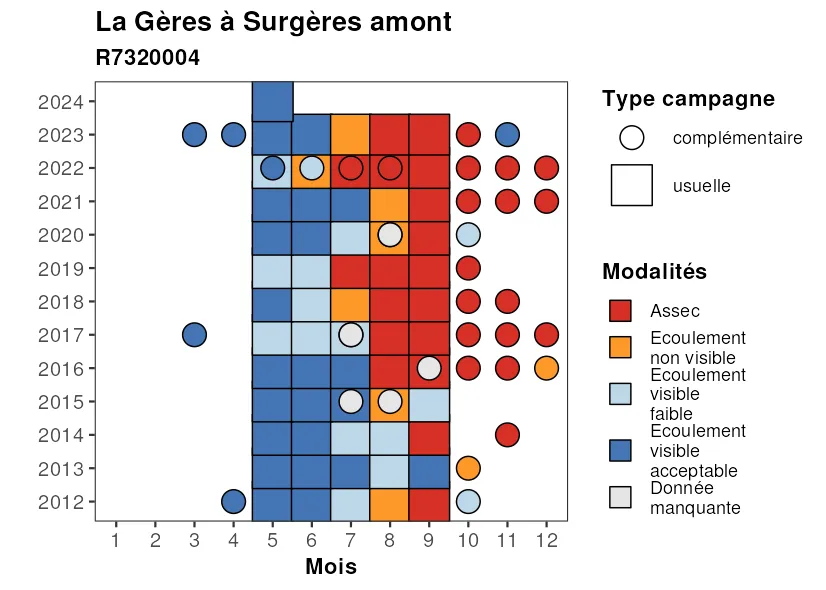 La Gères à Surgères amont
R7320004
2024
2023
2022
2021
2020
2019
2018
2017
2016
2015
2014
2013
2012
1 2 3 4 5 6 7 8 9 10 11 12
Mois
Type campagne
complémentaire
usuelle
Modalités
Assec
Ecoulement
non visible
Ecoulement
visible
faible
Ecoulement
visible
acceptable
Donnée
manquante